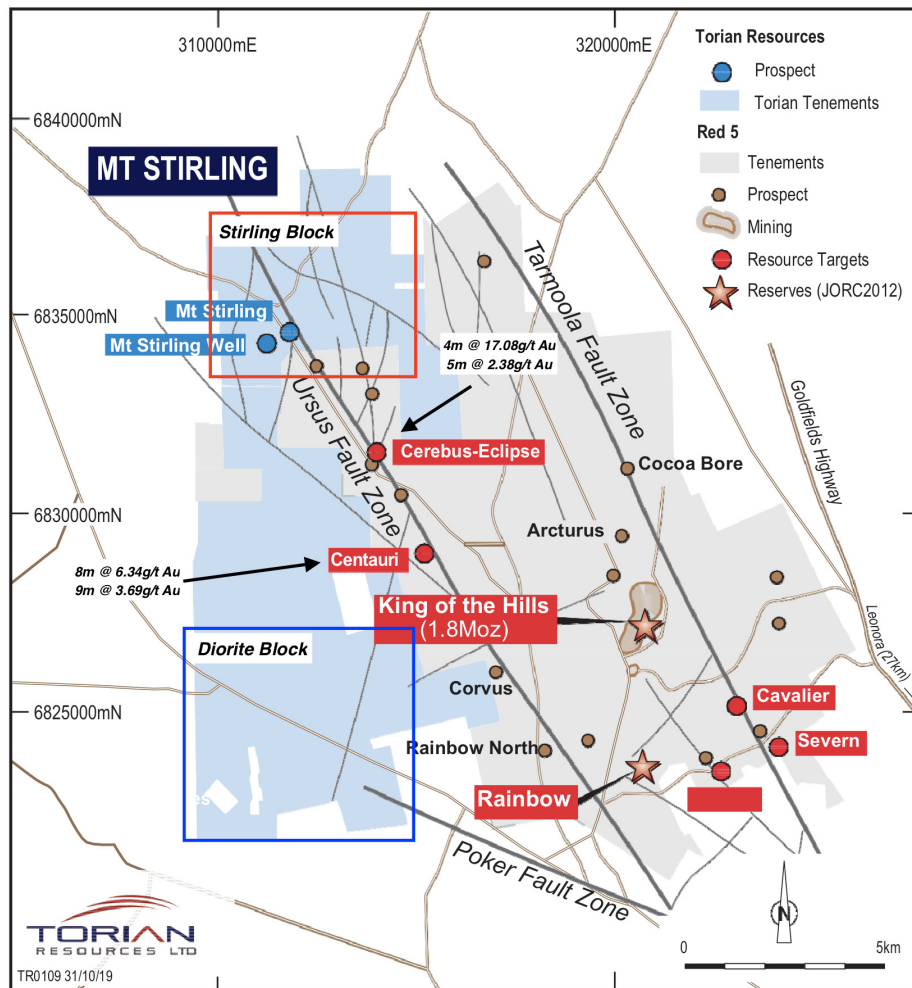 310000mE
320000mE
6840000mN
6835000mN
6830000mN
6825000mN
Torian Resources
Prospect
Torian Tenements
Red 5
Tenements
Prospect
Mining
Resource Targets
Reserves (JORC2012)
MT STIRLING
Stirling Block
Mt Stirling
Mt Stirling Well
Tarmoola Fault Zone
Ursus Fault Zone
4m @ 17.08g/t Au
5m @ 2.38g/t Au
Cerebus-Eclipse
Cocoa Bore
Goldfields Highway
Arcturus
Centauri
8m @ 6.34g/t Au
9m @ 3.69g/t Au
King of the Hills
(1.8Moz)
Leonora (27km)
Diorite Block
Corvus
Cavalier
Severn
Rainbow North
Rainbow
Poker Fault Zone
N
0
5km
TORIAN
RESOURCES LTD
TR0109 31/10/19